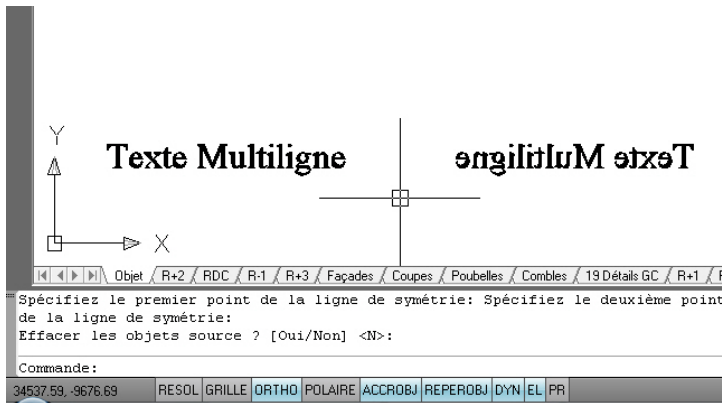 Y
Texte Multiligne Texte Multiligne
X
Objet R+2 RDC R-1 R+3 Façades Coupes Poubelles Combles 19 Détails GC R+1
Spécifiez le premier point de la ligne de symétrie: Spécifiez le deuxième point
de la ligne de symétrie:
Effacer les objets source ? [Oui/Non] <N>:
Commande:
34537.59, -9676.69 RESOL GRILLE ORTHO POLAIRE ACCROBJ REPEROBJ DYN EL PR